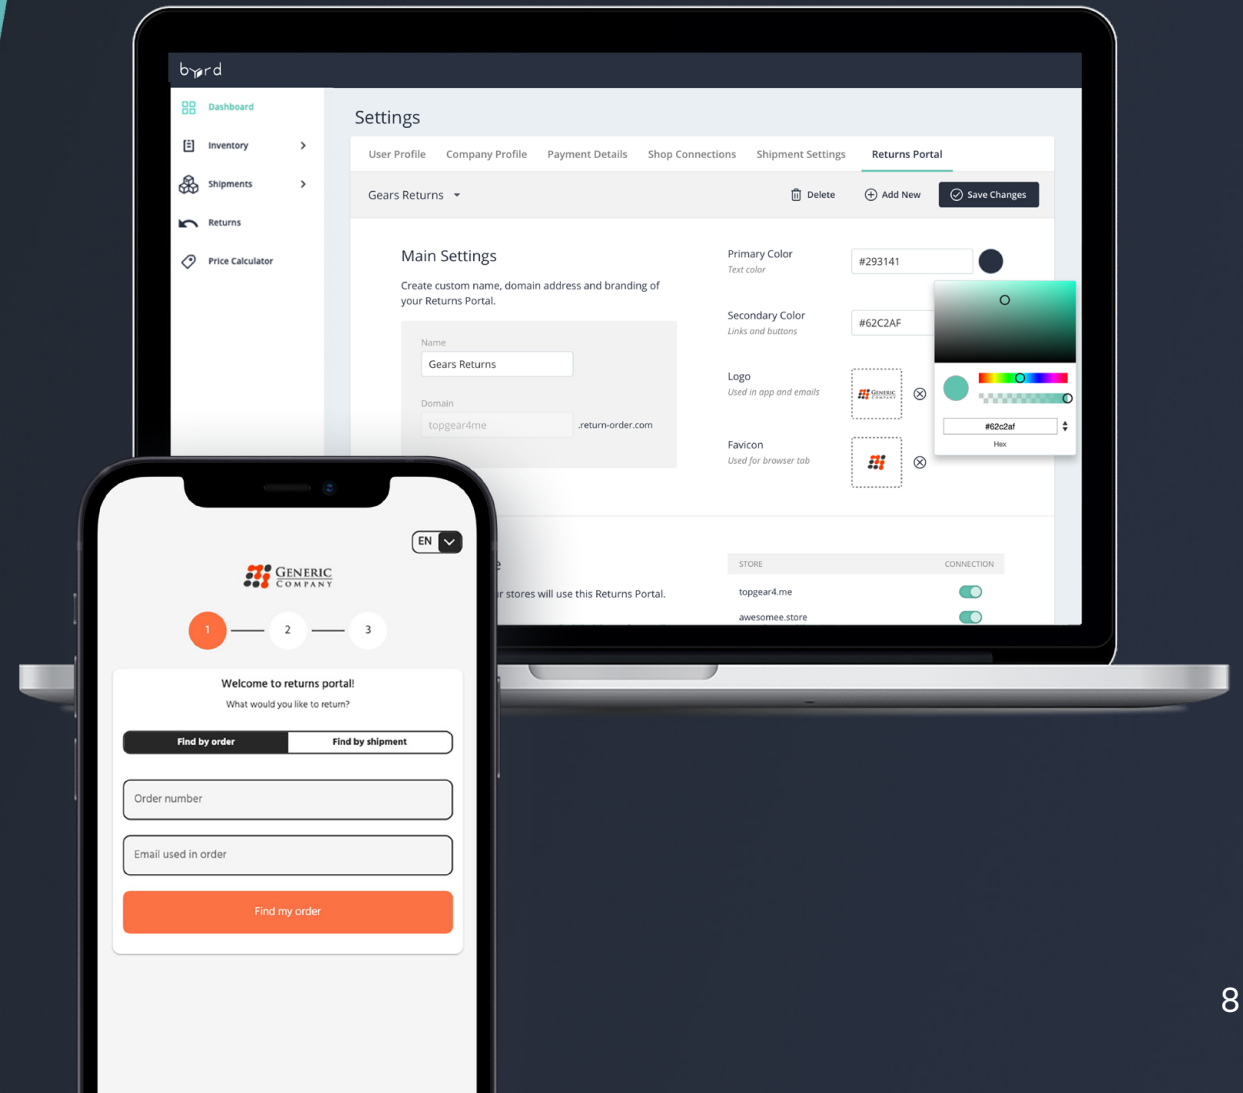 byrd
Dashboard
Inventory
Shipments
Returns
Price Calculator
Settings
User Profile Company Profile Payment Details Shop Connections Shipment Settings Returns Portal
Gears Returns
Delete Add New Save Changes
Main Settings
Create custom name, domain address and branding of
your Returns Portal.
Name
Gears Returns
Domain
topgear4me .return-order.com
Primary Color #293141
Text color
Secondary Color #62C2AF
Links and buttons
Logo
Used in app and emails
GENERIC
COMPANY
Favicon
Used for browser tab
#62c2af
Hex
stores will use this Returns Portal.
STORE CONNECTION
topgear4.me
awesomee.store
EN
GENERIC
COMPANY
1 2 3
Welcome to returns portal!
What would you like to return?
Find by order Find by shipment
Order number
Email used in order
Find my order
8